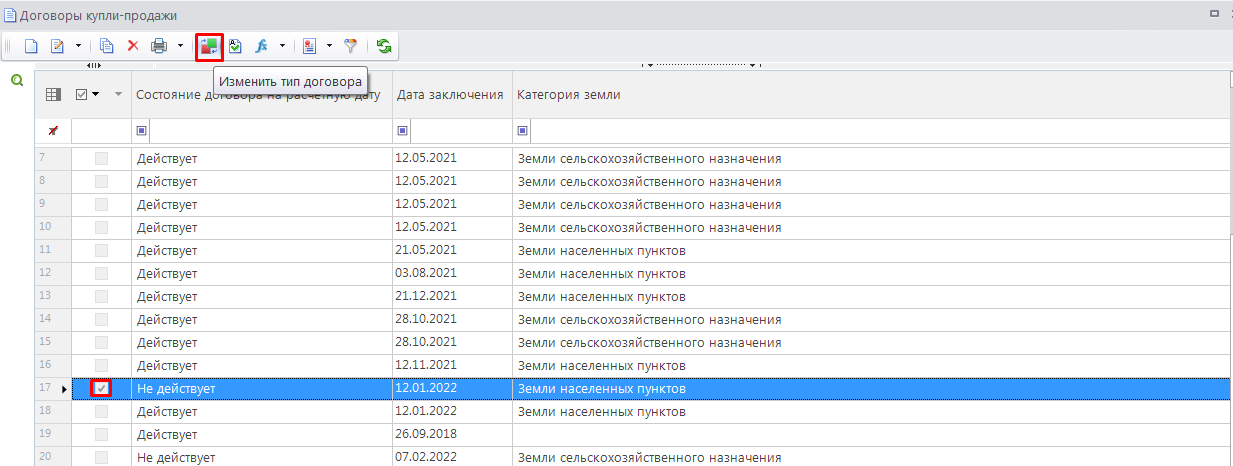 Договоры купли-продажи
Изменить тип договора
Состояние договора на расчетную дату Дата заключения Категория земли
7 Действует 12.05.2021 Земли сельскохозяйственного назначения
8 Действует 12.05.2021 Земли сельскохозяйственного назначения
9 Действует 12.05.2021 Земли сельскохозяйственного назначения
10 Действует 12.05.2021 Земли сельскохозяйственного назначения
11 Действует 21.05.2021 Земли населенных пунктов
12 Действует 03.08.2021 Земли населенных пунктов
13 Действует 21.12.2021 Земли населенных пунктов
14 Действует 28.10.2021 Земли сельскохозяйственного назначения
15 Действует 28.10.2021 Земли сельскохозяйственного назначения
16 Действует 12.11.2021 Земли населенных пунктов
17 Не действует 12.01.2022 Земли населенных пунктов
18 Действует 12.01.2022 Земли населенных пунктов
19 Действует 26.09.2018
20 Не действует 07.02.2022 Земли сельскохозяйственного назначения